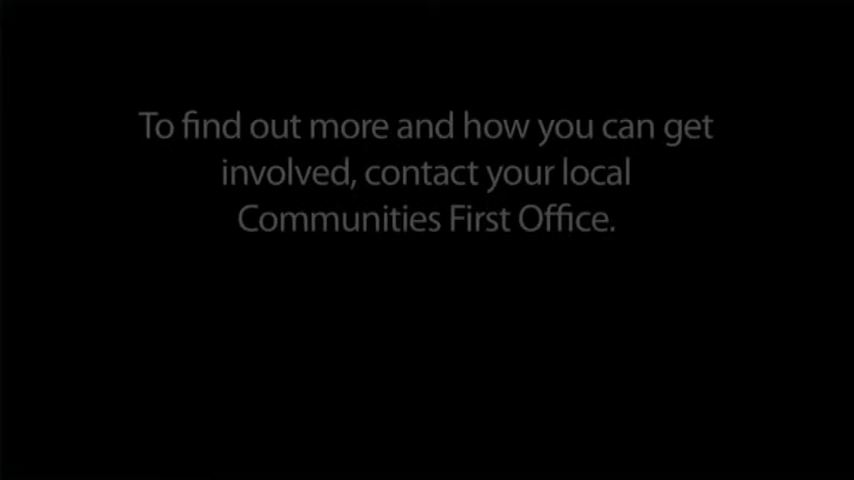 To find out more and how you can get
involved, contact your local
Communities First Office.